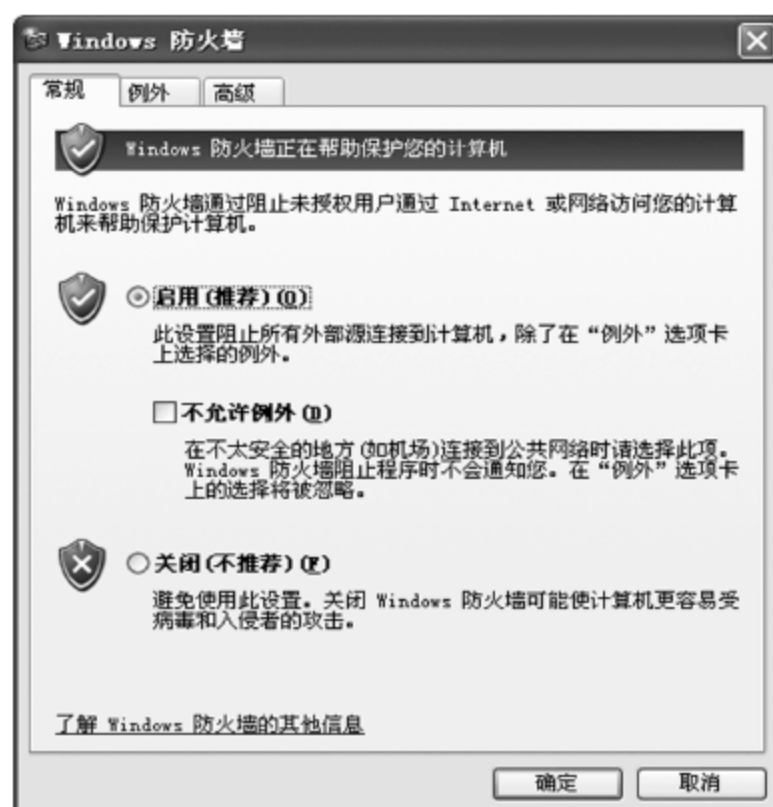 Windows 防火墙
常规 例外 高级
Windows 防火墙正在帮助保护您的计算机
Windows 防火墙通过阻止未授权用户通过 Internet 或网络访问您的计算
机来帮助保护计算机。
启用(推荐)(O)
此设置阻止所有外部源连接到计算机,除了在“例外”选项卡
上选择的例外。
不允许例外(D)
在不太安全的地方(如机场)连接到公共网络时请选择此项。
Windows 防火墙阻止程序时不会通知您。在“例外”选项卡
上的选择将被忽略。
关闭(不推荐)(F)
避免使用此设置。关闭 Windows 防火墙可能使计算机更容易受
病毒和入侵者的攻击。
了解 Windows 防火墙的其他信息
确定 取消